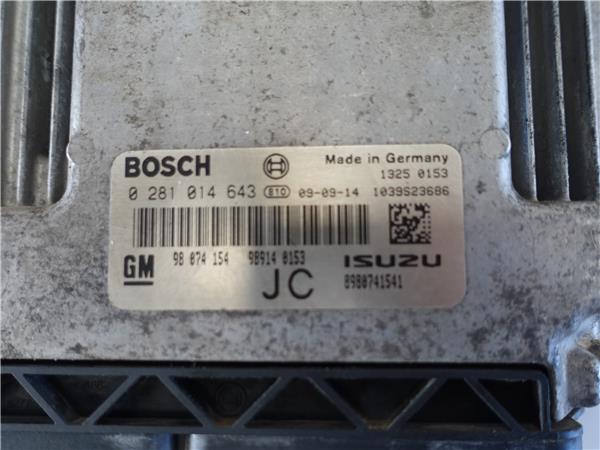 BOSCH
Made in Germany
1325 0153
0 281 014 643 810 09-09-14 1039S23686
GM 98 074 154 98914 0153 ISUZU
JC 8980741541